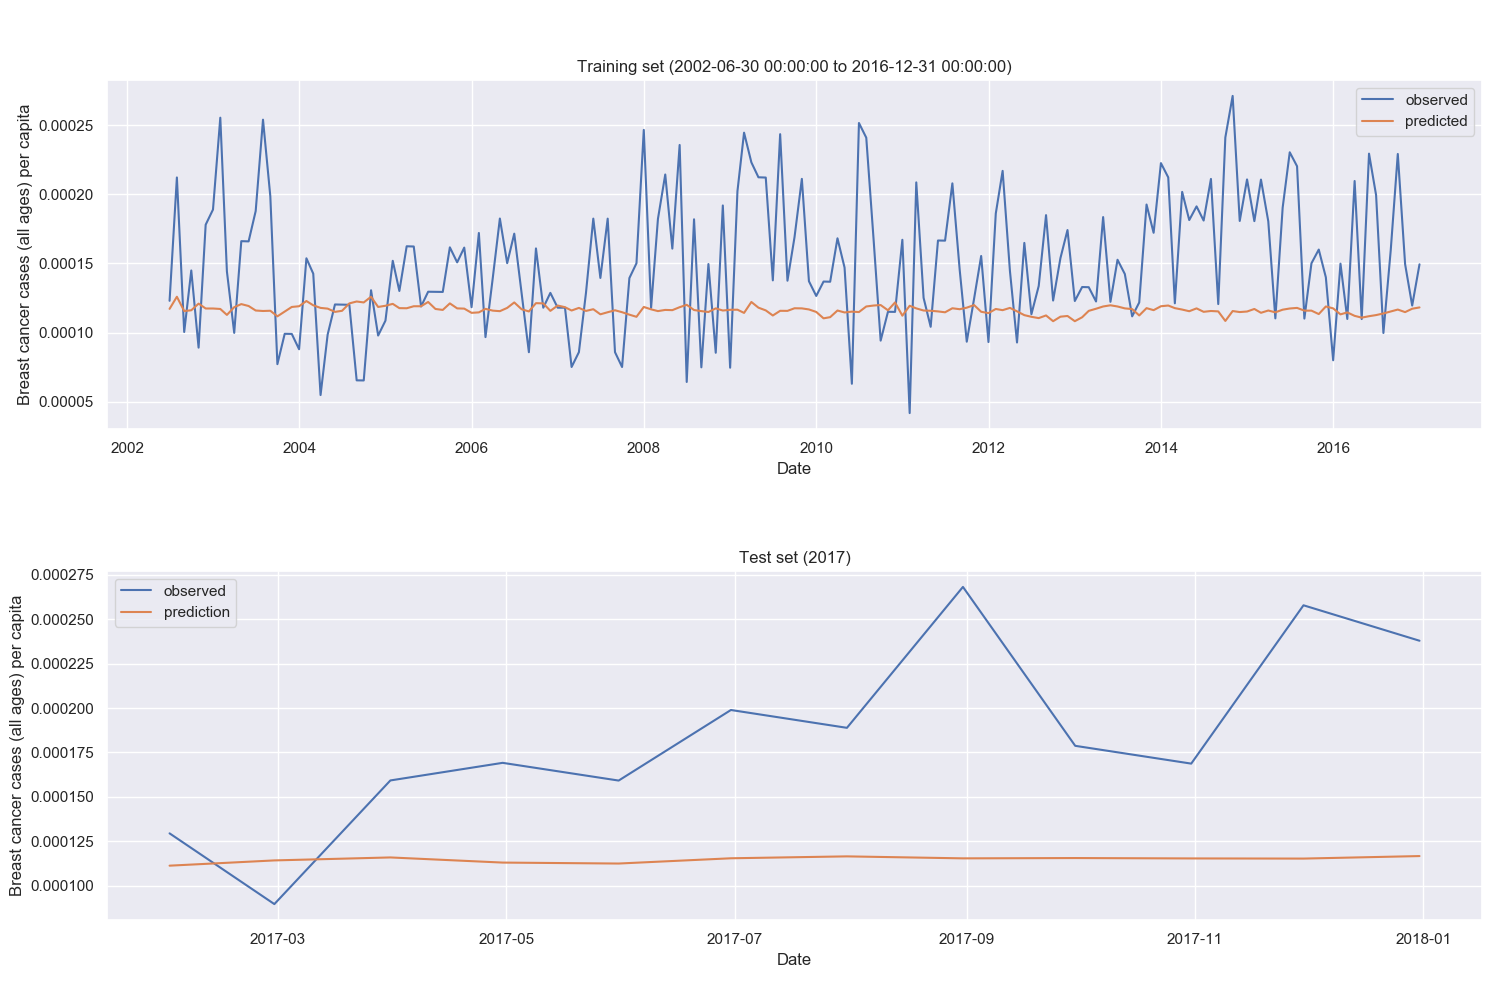 Training set (2002-06-30 00:00:00 to 2016-12-31 00:00:00)
Breast cancer cases (all ages) per capita
0.00025
0.00020
0.00015
0.00010
0.00005
observed
predicted
2002 2004 2006 2008 2010 2012 2014 2016
Date
Test set (2017)
Breast cancer cases (all ages) per capita
0.000275
0.000250
0.000225
0.000200
0.000175
0.000150
0.000125
0.000100
observed
prediction
2017-03 2017-05 2017-07 2017-09 2017-11 2018-01
Date